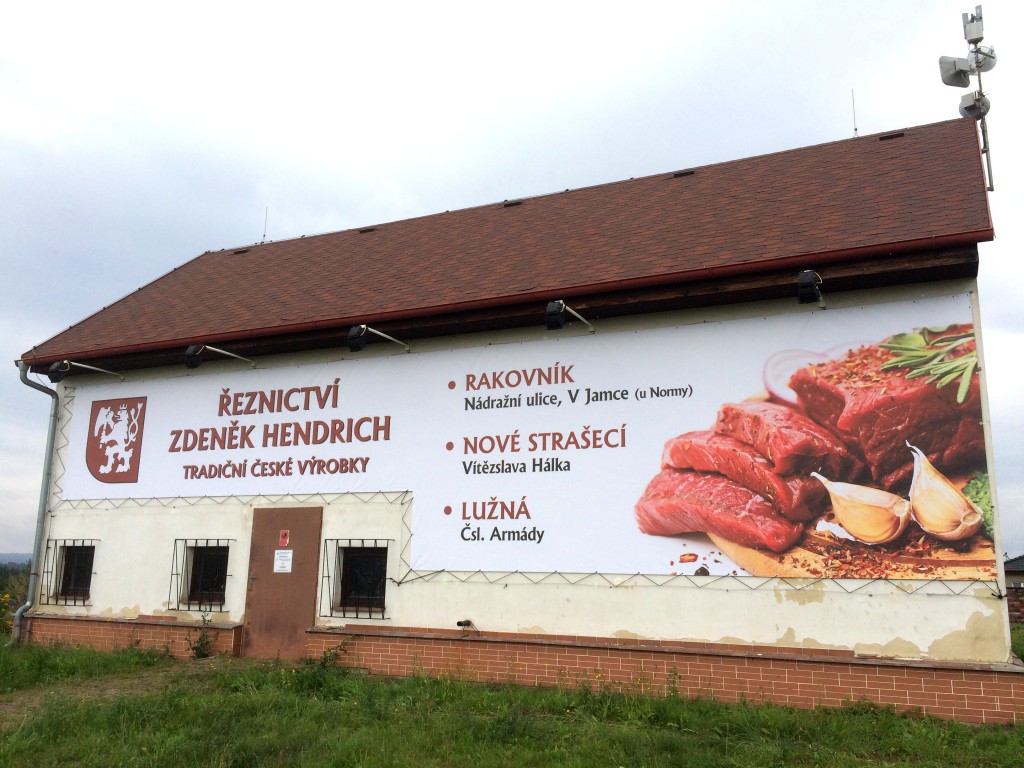 ŘEZNICTVÍ
ZDENĚK HENDRICH
TRADIČNÍ ČESKÉ VÝROBKY
• RAKOVNÍK
Nádražní ulice, V Jamce (u Normy)
• NOVÉ STRAŠECÍ
Vítězslava Hálka
• LUŽNÁ
Čsl. Armády